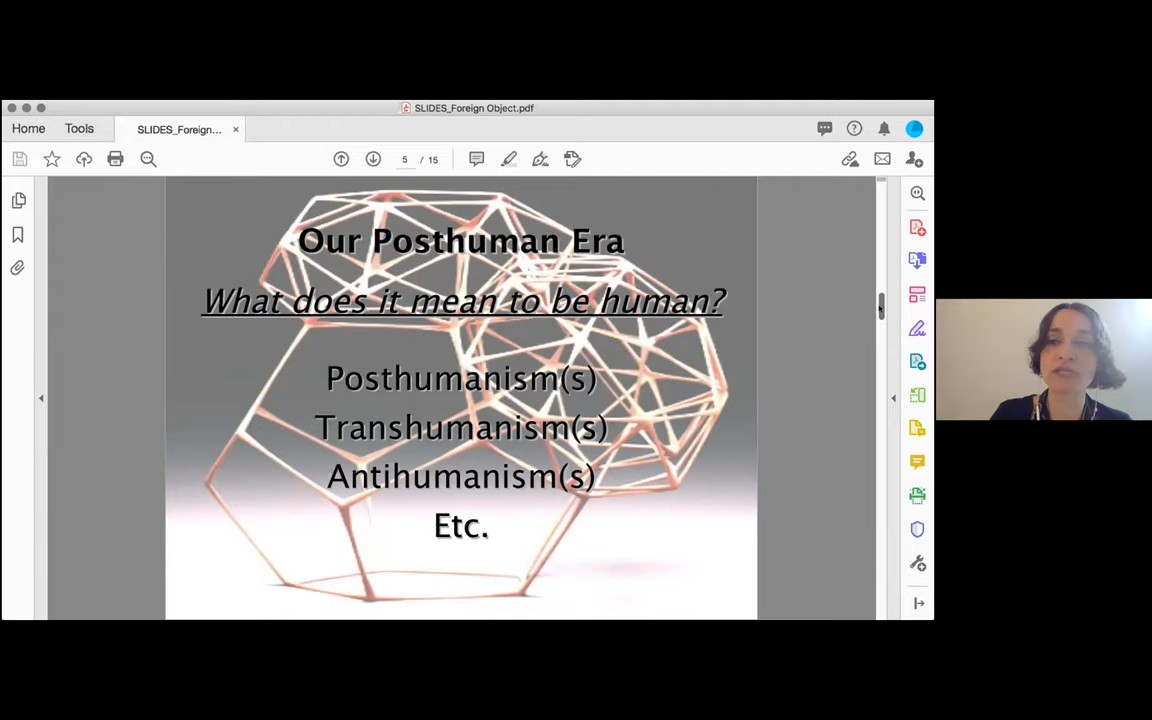 SLIDES_Foreign Object.pdf
Home Tools SLIDES_Foreign... ×
5 / 15
Our Posthuman Era
What does it mean to be human?
Posthumanism(s)
Transhumanism(s)
Antihumanism(s)
Etc.